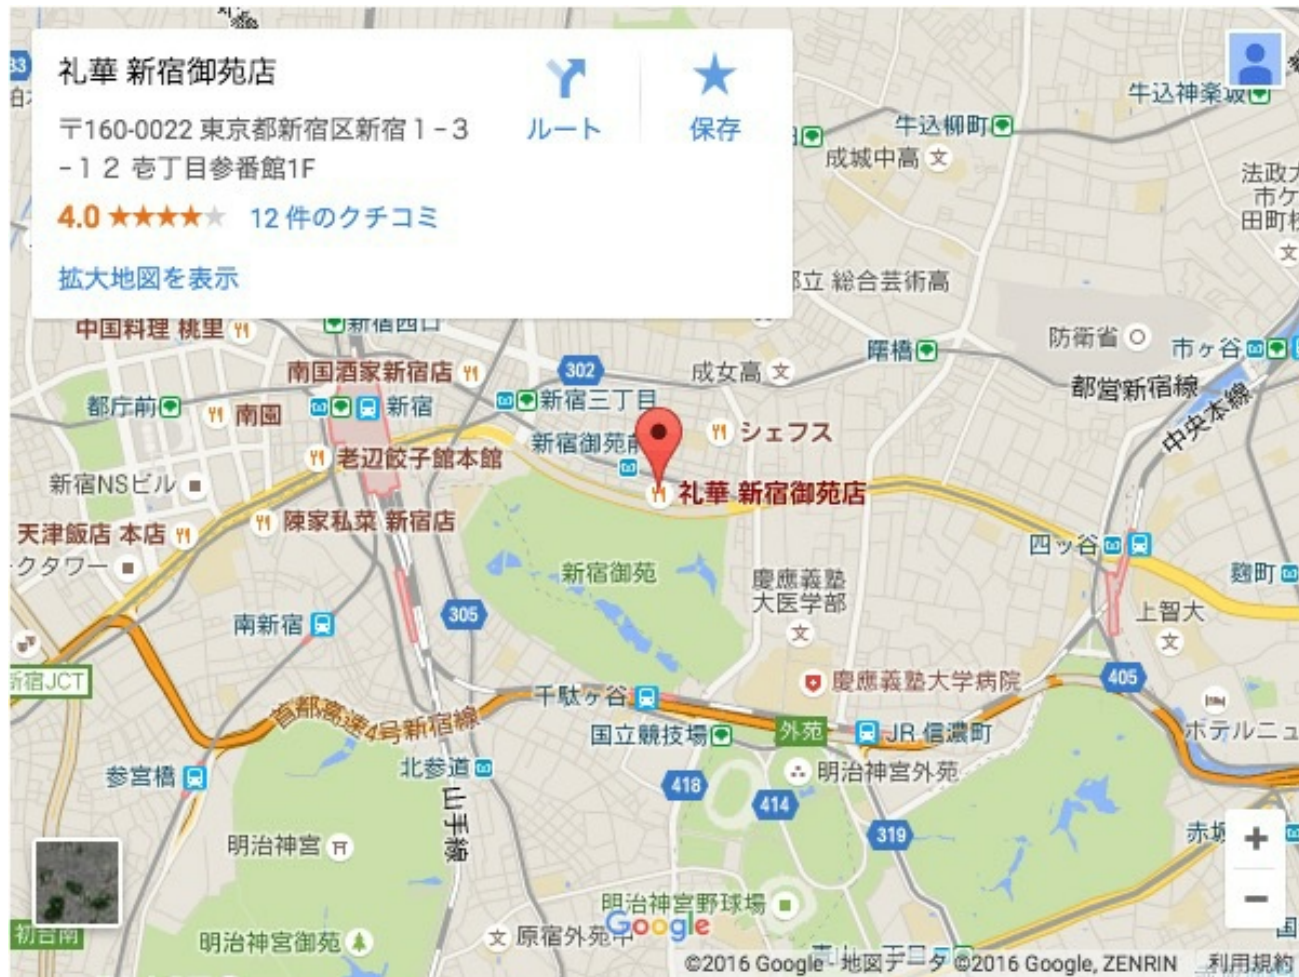 礼華 新宿御苑店
ルート
保存
〒160-0022 東京都新宿区新宿１-３
-１２ 壱丁目参番館1F
4.0 ★★★★★ 12 件のクチコミ
拡大地図を表示
牛込神楽坂
牛込柳町
成城中高
市ケ
総合芸術高
中国料理 桃里
新宿西口
曙橋
防衛省
市ヶ谷
南国酒家新宿店
302
成女高
都営新宿線
都庁前
南園
新宿
新宿三丁目
中央本線
新宿御苑前
シェフス
老辺餃子館本館
新宿NSビル
礼華 新宿御苑店
天津飯店 本店
陳家私菜 新宿店
四ッ谷
クタワー
新宿御苑
慶應義塾
大医学部
麹町
上智大
南新宿
305
新宿JCT
慶應義塾大学病院
405
千駄ヶ谷
首都高速4号新宿線
国立競技場
外苑
JR 信濃町
ホテルニュ
参宮橋
北参道
418
明治神宮外苑
414
山手線
319
赤坂
明治神宮
明治神宮野球場
Google
初台南
明治神宮御苑
原宿外苑中
©2016 Google - 地図データ ©2016 Google, ZENRIN 利用規約